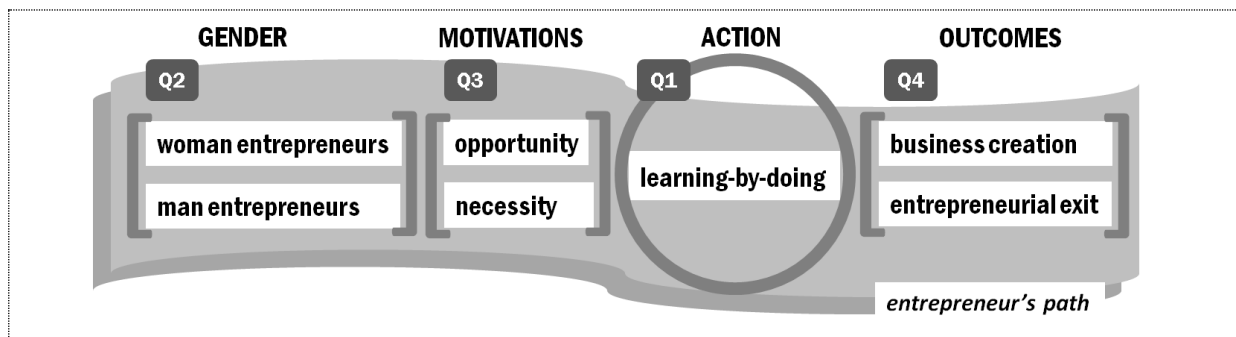 GENDER
MOTIVATIONS
ACTION
OUTCOMES
Q2
Q3
Q1
Q4
woman entrepreneurs
man entrepreneurs
opportunity
necessity
learning-by-doing
business creation
entrepreneurial exit
entrepreneur's path